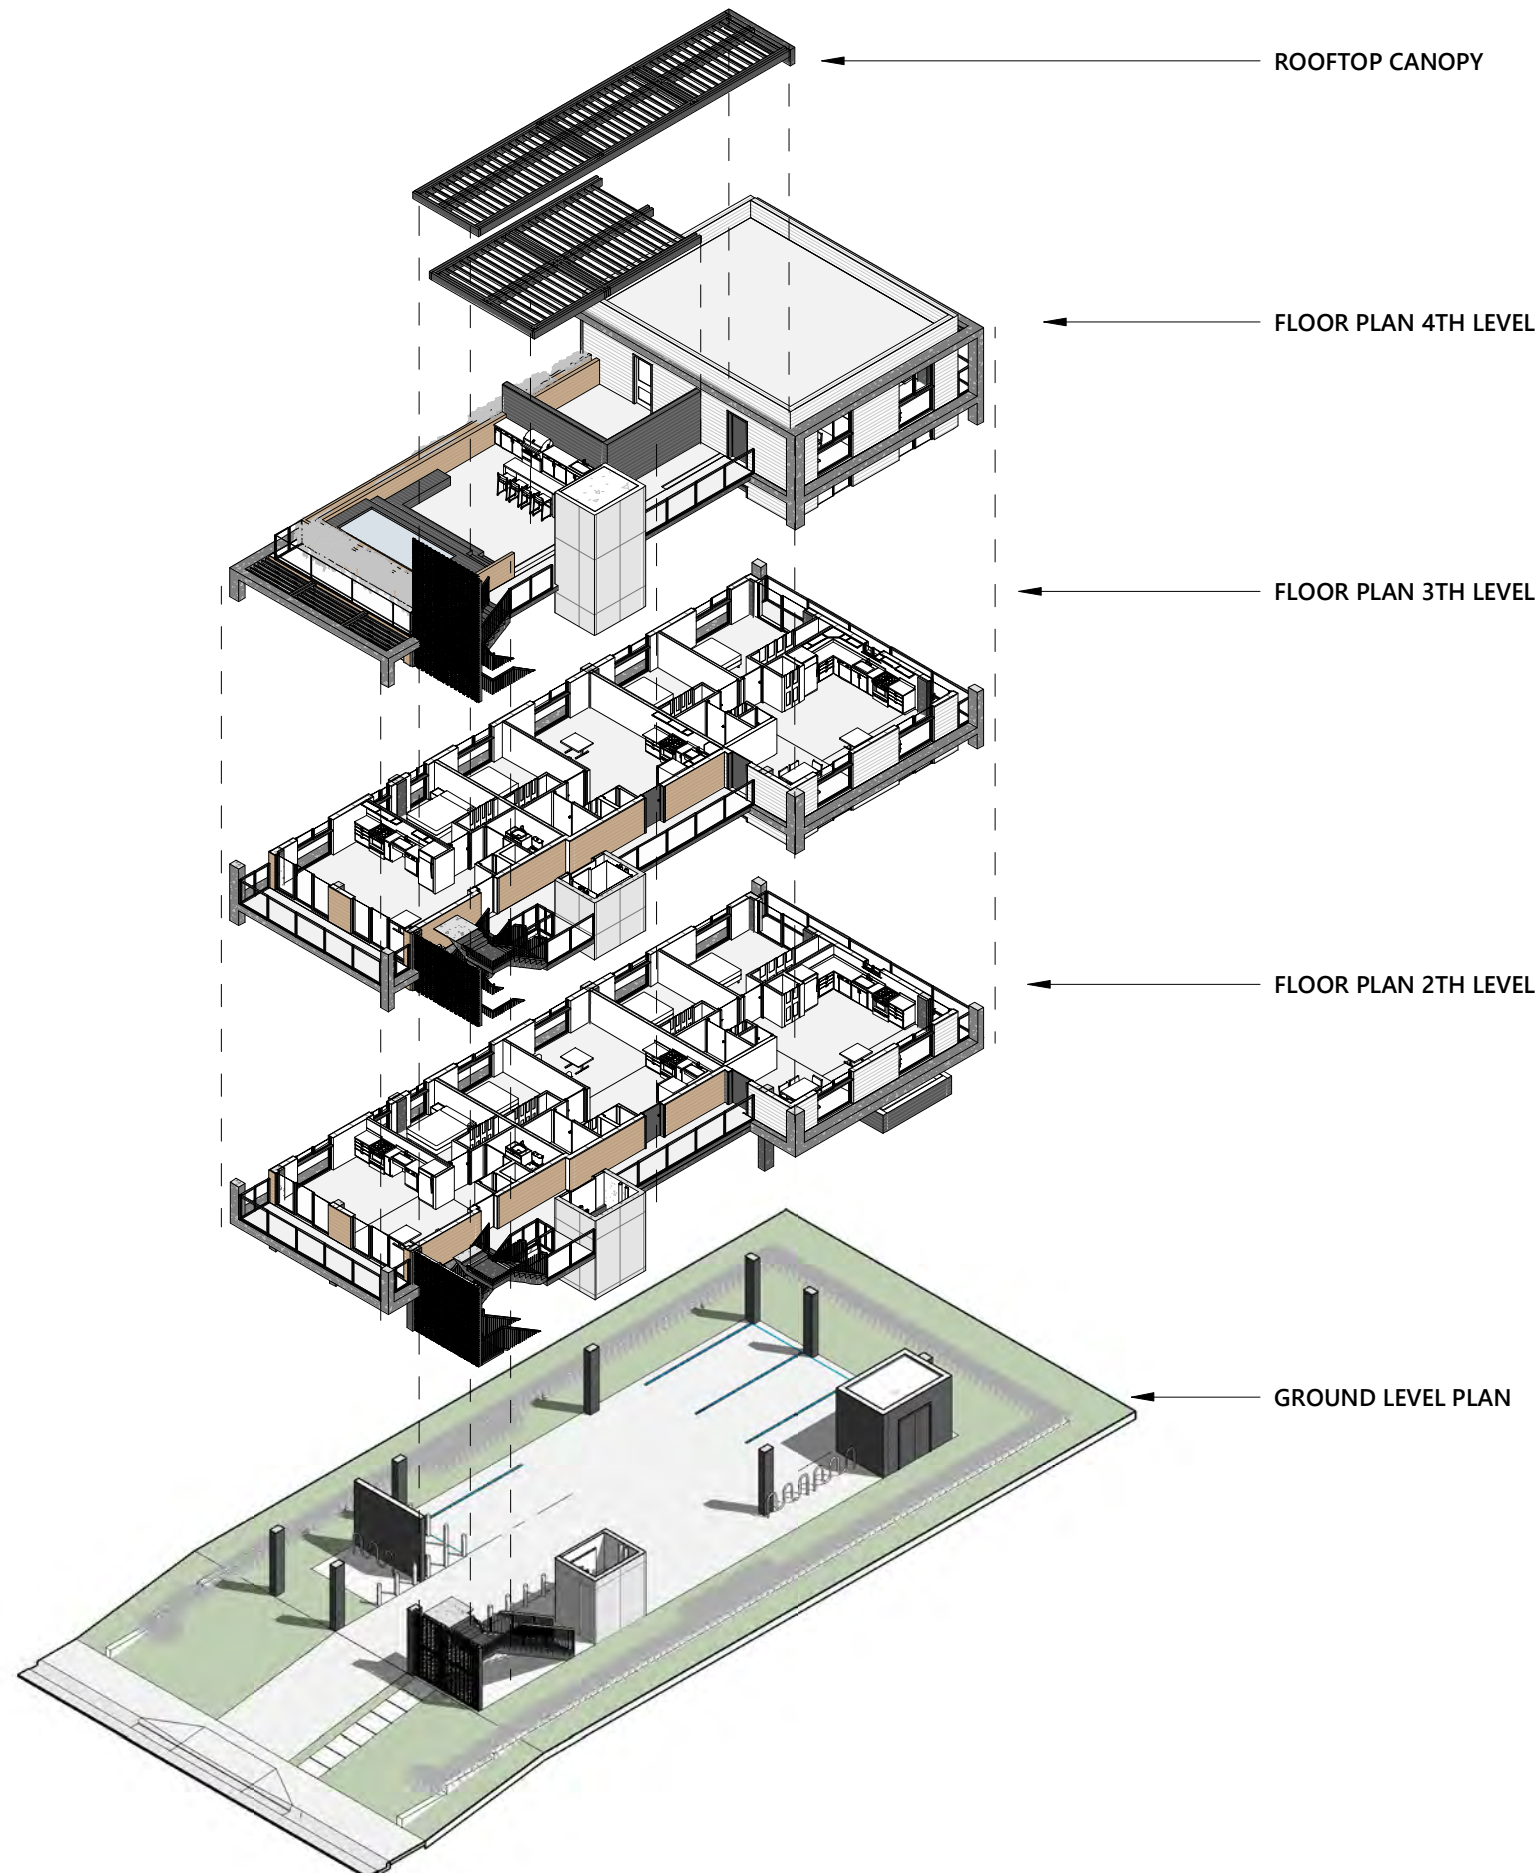 ROOFTOP CANOPY
FLOOR PLAN 4TH LEVEL
FLOOR PLAN 3TH LEVEL
FLOOR PLAN 2TH LEVEL
GROUND LEVEL PLAN